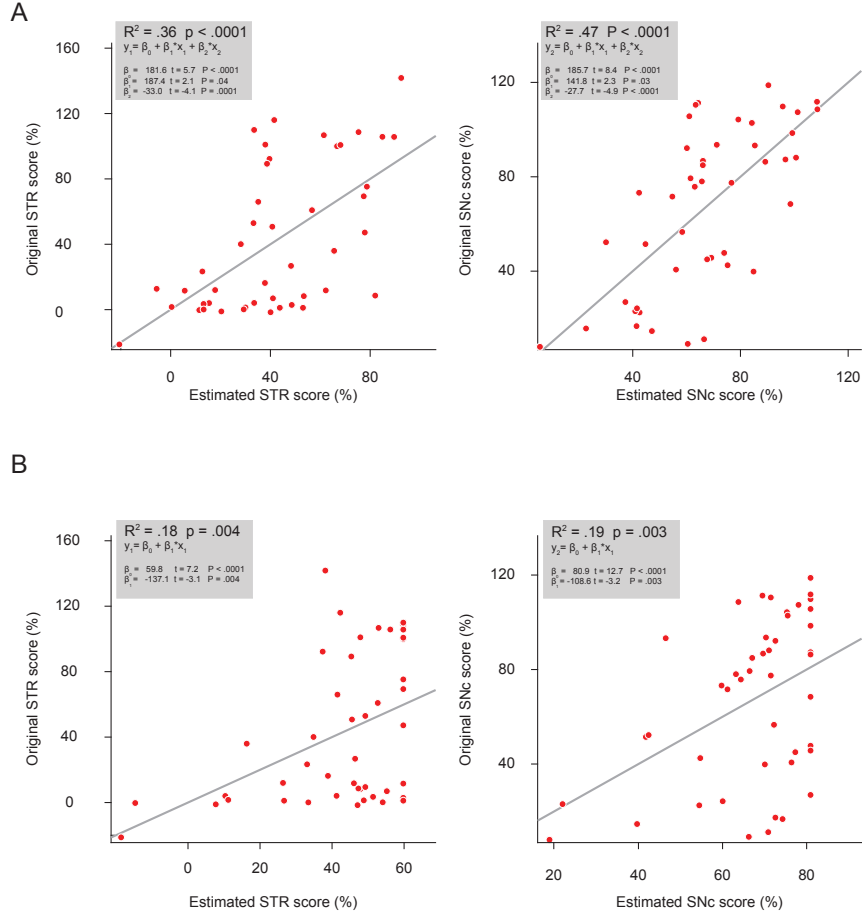 A
R² = .36 p < .0001
y₁= β₀ + β₁*x₁ + β₂*x₂
β₀ 181.6 t = 5.7 P < .0001
β₁ 187.4 t = 2.1 P = .04
β₂ -33.0 t = -4.1 P = .0001
160
120
80
40
0
Original STR score (%)
0 40 80
Estimated STR score (%)
R² = .47 P < .0001
y₂= β₀ + β₁*x₁ + β₂*x₂
β₀ 185.7 t = 8.4 P < .0001
β₁ 141.8 t = 2.3 P = .03
β₂ -27.7 t = -4.9 P < .0001
120
80
40
Original SNc score (%)
40 80 120
Estimated SNc score (%)
B
R² = .18 p = .004
y₁= β₀ + β₁*x₁
β₀ 59.8 t = 7.2 P < .0001
β₁ -137.1 t = -3.1 P = .004
160
120
80
40
0
Original STR score (%)
0 20 40 60
Estimated STR score (%)
R² = .19 p = .003
y₂= β₀ + β₁*x₁
β₀ 80.9 t = 12.7 P < .0001
β₁ -108.6 t = -3.2 P = .003
120
80
40
Original SNc score (%)
20 40 60 80
Estimated SNc score (%)